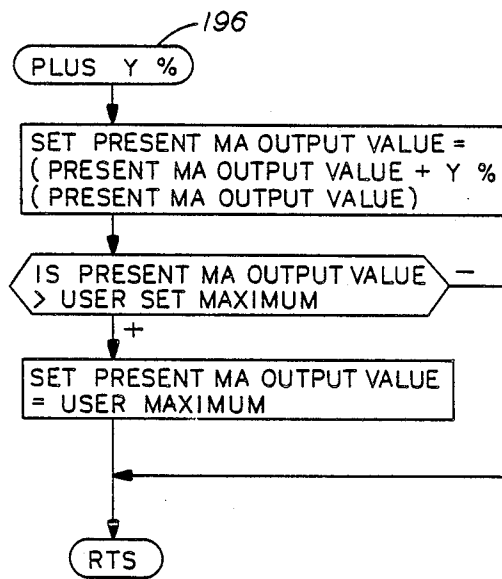 196
PLUS Y %
SET PRESENT MA OUTPUT VALUE =
( PRESENT MA OUTPUT VALUE + Y %
( PRESENT MA OUTPUT VALUE)
IS PRESENT MA OUTPUT VALUE
> USER SET MAXIMUM
–
+
SET PRESENT MA OUTPUT VALUE
= USER MAXIMUM
RTS